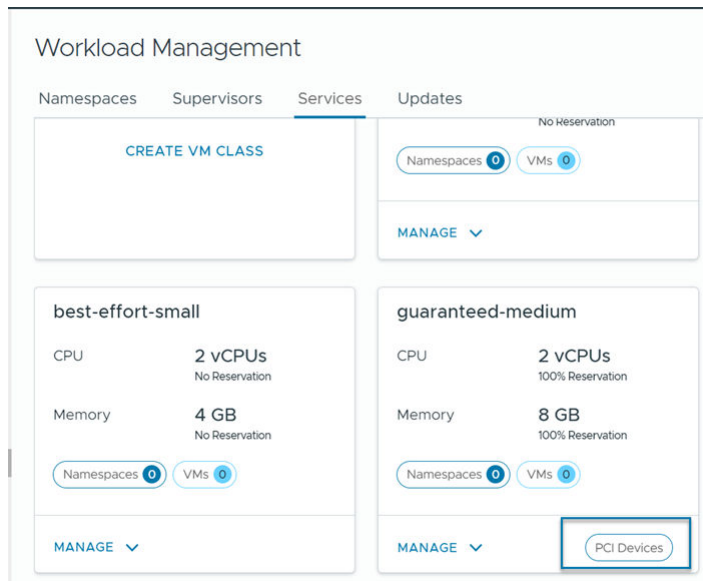 Workload Management
Namespaces Supervisors Services Updates
CREATE VM CLASS
No Reservation
Namespaces 0 VMs 0
MANAGE
best-effort-small
CPU 2 vCPUs
No Reservation
Memory 4 GB
No Reservation
Namespaces 0 VMs 0
MANAGE
guaranteed-medium
CPU 2 vCPUs
100% Reservation
Memory 8 GB
100% Reservation
Namespaces 0 VMs 0
MANAGE PCI Devices